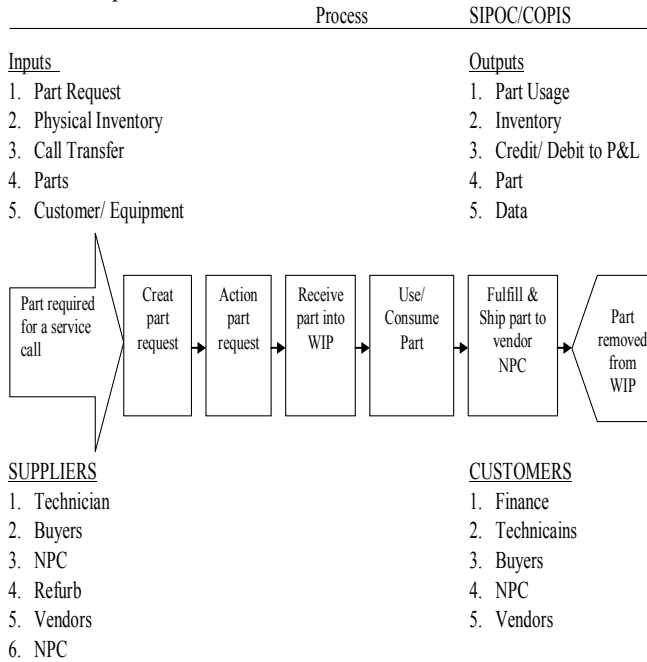 Process SIPOC/COPIS
Inputs
1. Part Request
2. Physical Inventory
3. Call Transfer
4. Parts
5. Customer/ Equipment
Outputs
1. Part Usage
2. Inventory
3. Credit/ Debit to P&L
4. Part
5. Data
Part required
for a service
call
Creat
part
request
Action
part
request
Receive
part into
WIP
Use/
Consume
Part
Fulfill &
Ship part to
vendor
NPC
Part
removed
from
WIP
SUPPLIERS
1. Technician
2. Buyers
3. NPC
4. Refurb
5. Vendors
6. NPC
CUSTOMERS
1. Finance
2. Technicains
3. Buyers
4. NPC
5. Vendors